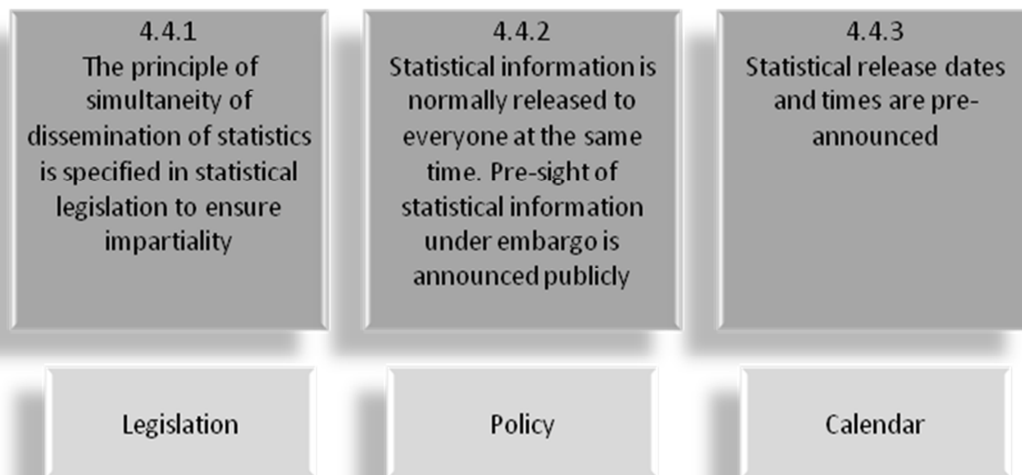 4.4.1
The principle of
simultaneity of
dissemination of statistics
is specified in statistical
legislation to ensure
impartiality
4.4.2
Statistical information is
normally released to
everyone at the same
time. Pre-sight of
statistical information
under embargo is
announced publicly
4.4.3
Statistical release dates
and times are pre-
announced
Legislation
Policy
Calendar